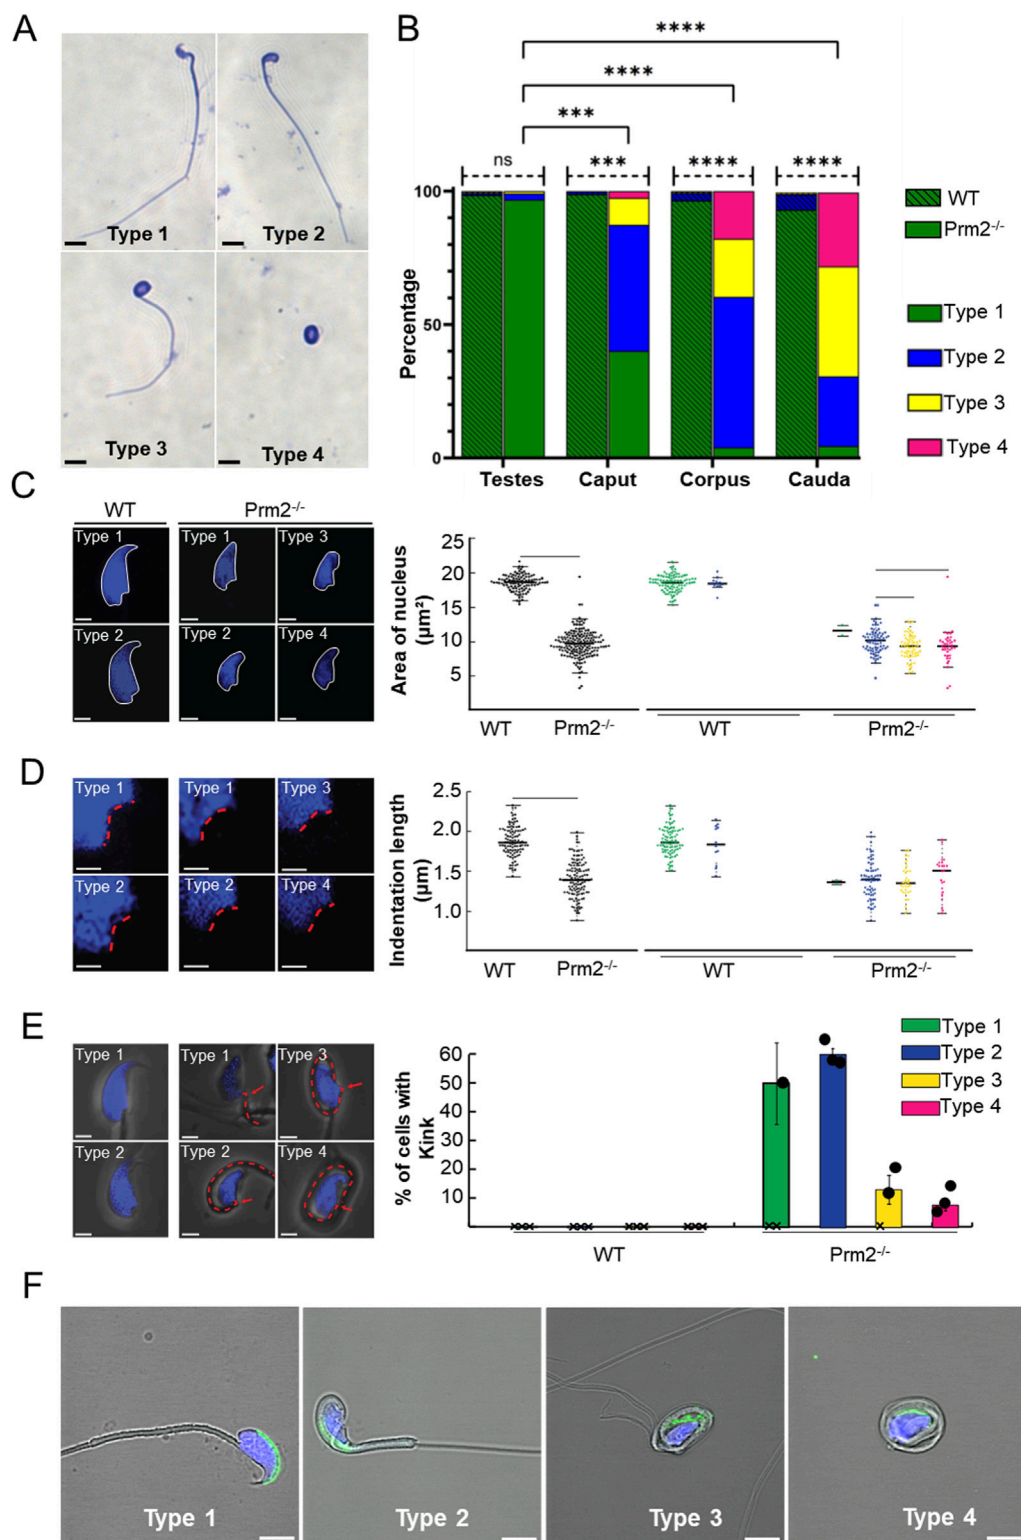 A
Type 1
Type 2
Type 3
Type 4
B
****
****
***
ns
***
****
****
Percentage
100
50
0
Testes
Caput
Corpus
Cauda
WT
Prm2-/-
Type 1
Type 2
Type 3
Type 4
C
WT
Prm2-/-
Type 1
Type 1
Type 3
Type 2
Type 2
Type 4
Area of nucleus
(µm²)
25
20
15
10
5
WT
Prm2-/-
WT
Prm2-/-
D
Type 1
Type 1
Type 3
Type 2
Type 2
Type 4
Indentation length
(µm)
2.5
2.0
1.5
1.0
WT
Prm2-/-
WT
Prm2-/-
E
Type 1
Type 1
Type 3
Type 2
Type 2
Type 4
% of cells with
Kink
60
50
40
30
20
10
WT
Prm2-/-
Type 1
Type 2
Type 3
Type 4
F
Type 1
Type 2
Type 3
Type 4